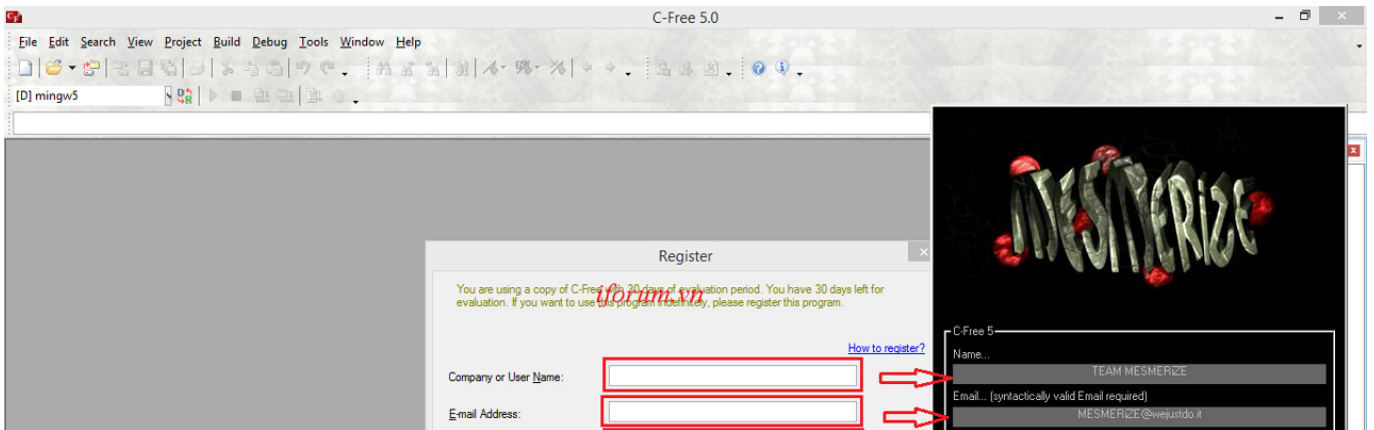 C-Free 5.0
File Edit Search View Project Build Debug Tools Window Help
[D] mingw5
MESMERIZE
Register
You are using a copy of C-Free with 30 days of evaluation period. You have 30 days left for
evaluation. If you want to use this program indefinitely, please register this program.
iforum.vn
How to register?
C-Free 5
Name...
TEAM MESMERiZE
Company or User Name:
Email... (syntactically valid Email required)
MESMERiZE@wejustdo.it
E-mail Address: